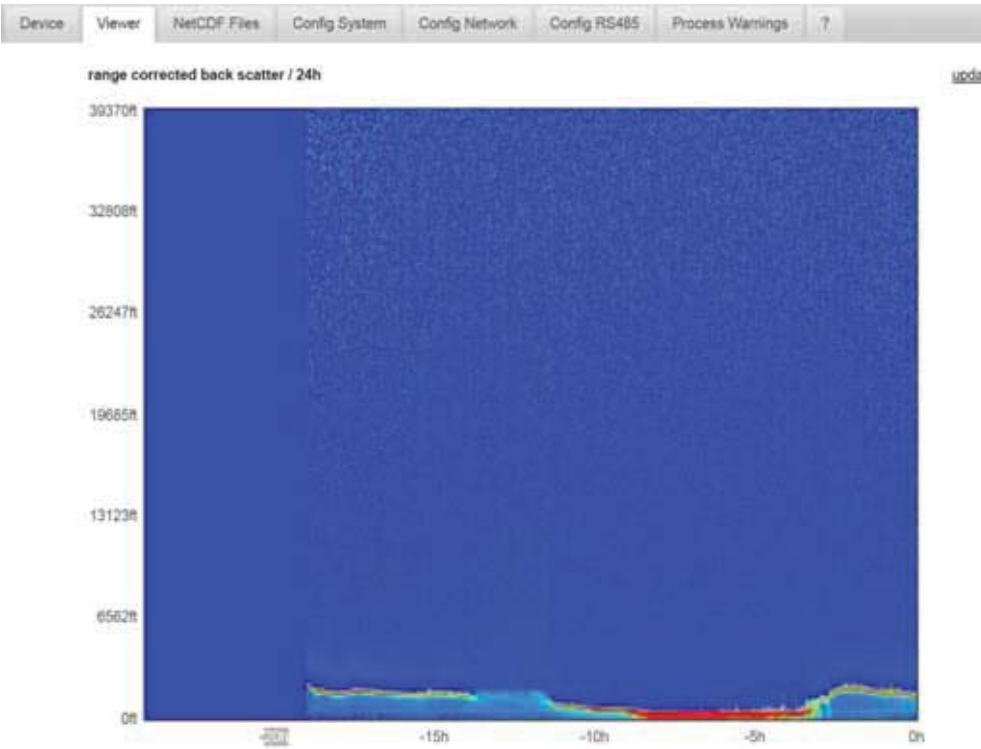 Device Viewer NetCDF Files Config System Config Network Config RS485 Process Warnings ?
range corrected back scatter / 24h upda
39370ft
32808ft
26247ft
19685ft
13123ft
6562ft
0ft
-15h -10h -5h 0h